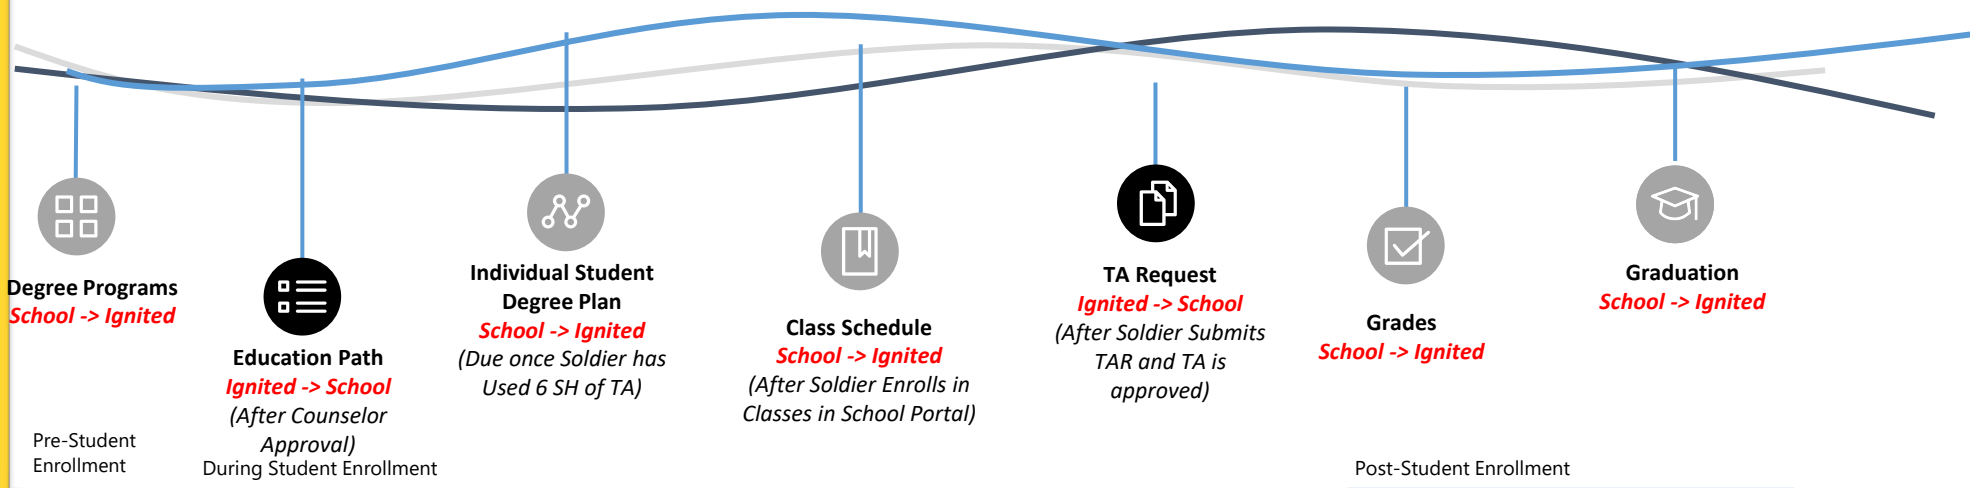 Degree Programs
School -> Ignited
Education Path
Ignited -> School
(After Counselor
Approval)
Individual Student
Degree Plan
School -> Ignited
(Due once Soldier has
Used 6 SH of TA)
Class Schedule
School -> Ignited
(After Soldier Enrolls in
Classes in School Portal)
TA Request
Ignited -> School
(After Soldier Submits
TAR and TA is
approved)
Grades
School -> Ignited
Graduation
School -> Ignited
Pre-Student
Enrollment
During Student Enrollment
Post-Student Enrollment